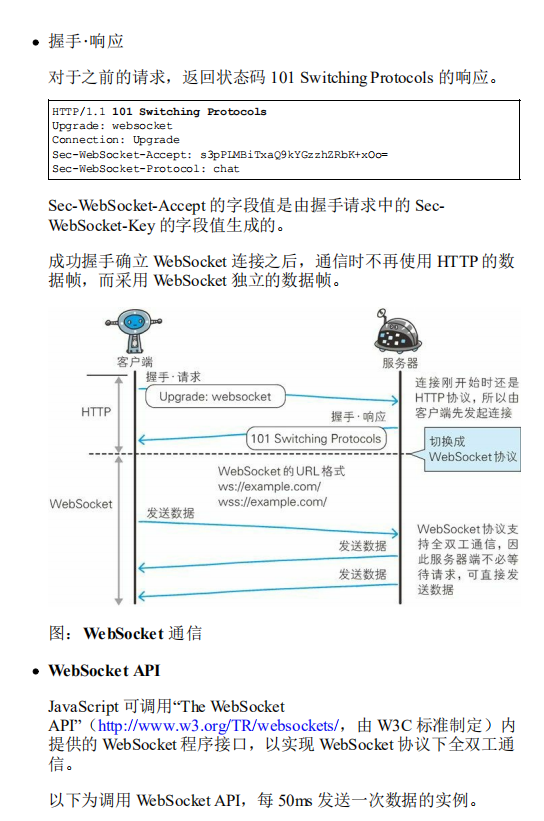 握手·响应
对于之前的请求，返回状态码 101 Switching Protocols 的响应。
HTTP/1.1 101 Switching Protocols
Upgrade: websocket
Connection: Upgrade
Sec-WebSocket-Accept: s3pPLMBiTxaQ9kYGzzhZRbK+xOo=
Sec-WebSocket-Protocol: chat
Sec-WebSocket-Accept 的字段值是由握手请求中的 Sec-
WebSocket-Key 的字段值生成的。
成功握手确立 WebSocket 连接之后，通信时不再使用 HTTP 的数
据帧，而采用 WebSocket 独立的数据帧。
客户端
服务器
握手·请求
Upgrade: websocket
连接刚开始时还是
HTTP协议，所以由
客户端先发起连接
HTTP
握手·响应
101 Switching Protocols
切换成
WebSocket协议
WebSocket的URL格式
ws://example.com/
wss://example.com/
WebSocket
发送数据
发送数据
发送数据
WebSocket协议支
持全双工通信，因
此服务器端不必等
待请求，可直接发
送数据
图：WebSocket 通信
WebSocket API
JavaScript 可调用“The WebSocket
API”（http://www.w3.org/TR/websockets/，由 W3C 标准制定）内
提供的 WebSocket 程序接口，以实现 WebSocket 协议下全双工通
信。
以下为调用 WebSocket API，每 50ms 发送一次数据的实例。